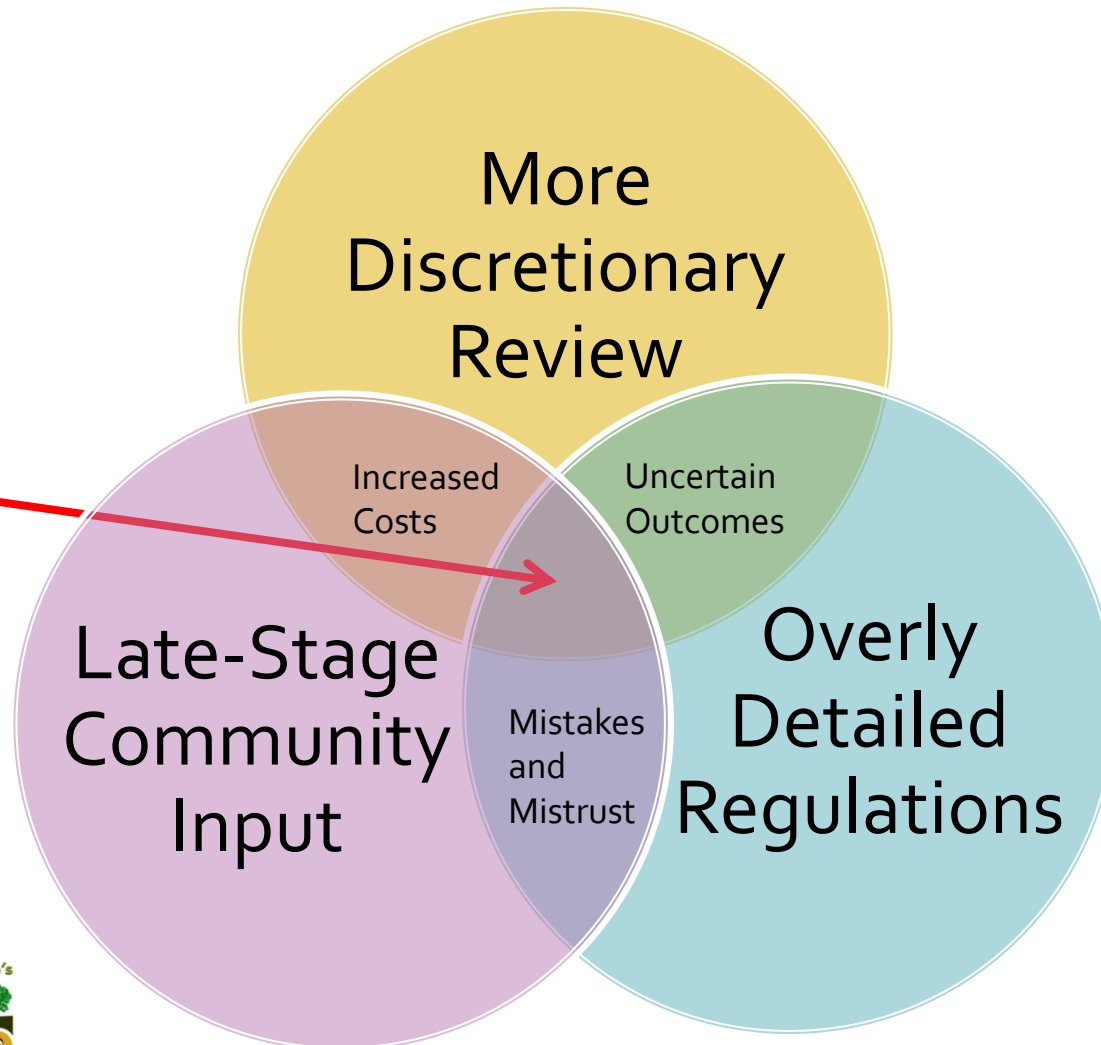 More
Discretionary
Review
Increased
Costs
Uncertain
Outcomes
Late-Stage
Community
Input
Mistakes
and
Mistrust
Overly
Detailed
Regulations